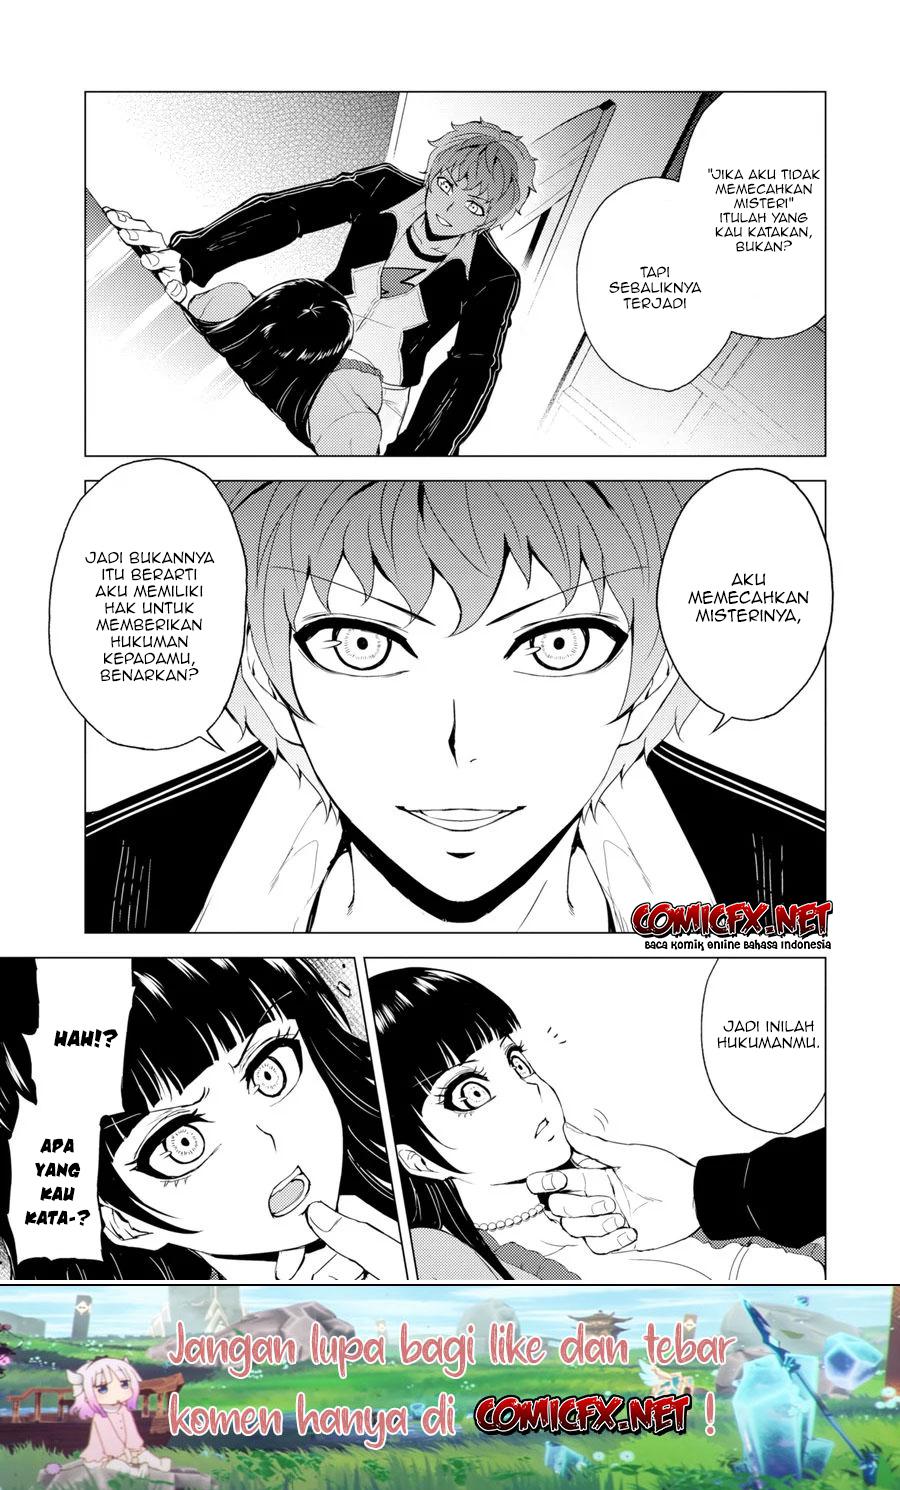 "JIKA AKU TIDAK
MEMECAHKAN
MISTERI"
ITULAH YANG
KAU KATAKAN,
BUKAN?
TAPI
SEBALIKNYA
TERJADI
AKU
MEMECAHKAN
MISTERINYA,
JADI BUKANNYA
ITU BERARTI
AKU MEMILIKI
HAK UNTUK
MEMBERIKAN
HUKUMAN
KEPADAMU,
BENARKAN?
COMICFX.NET
Baca Komik Online Bahasa Indonesia
JADI INILAH
HUKUMANMU.
HAH!?
APA
YANG
KAU
KATA-?
Jangan lupa bagi like dan tebar
komen hanya di COMICFX.NET !